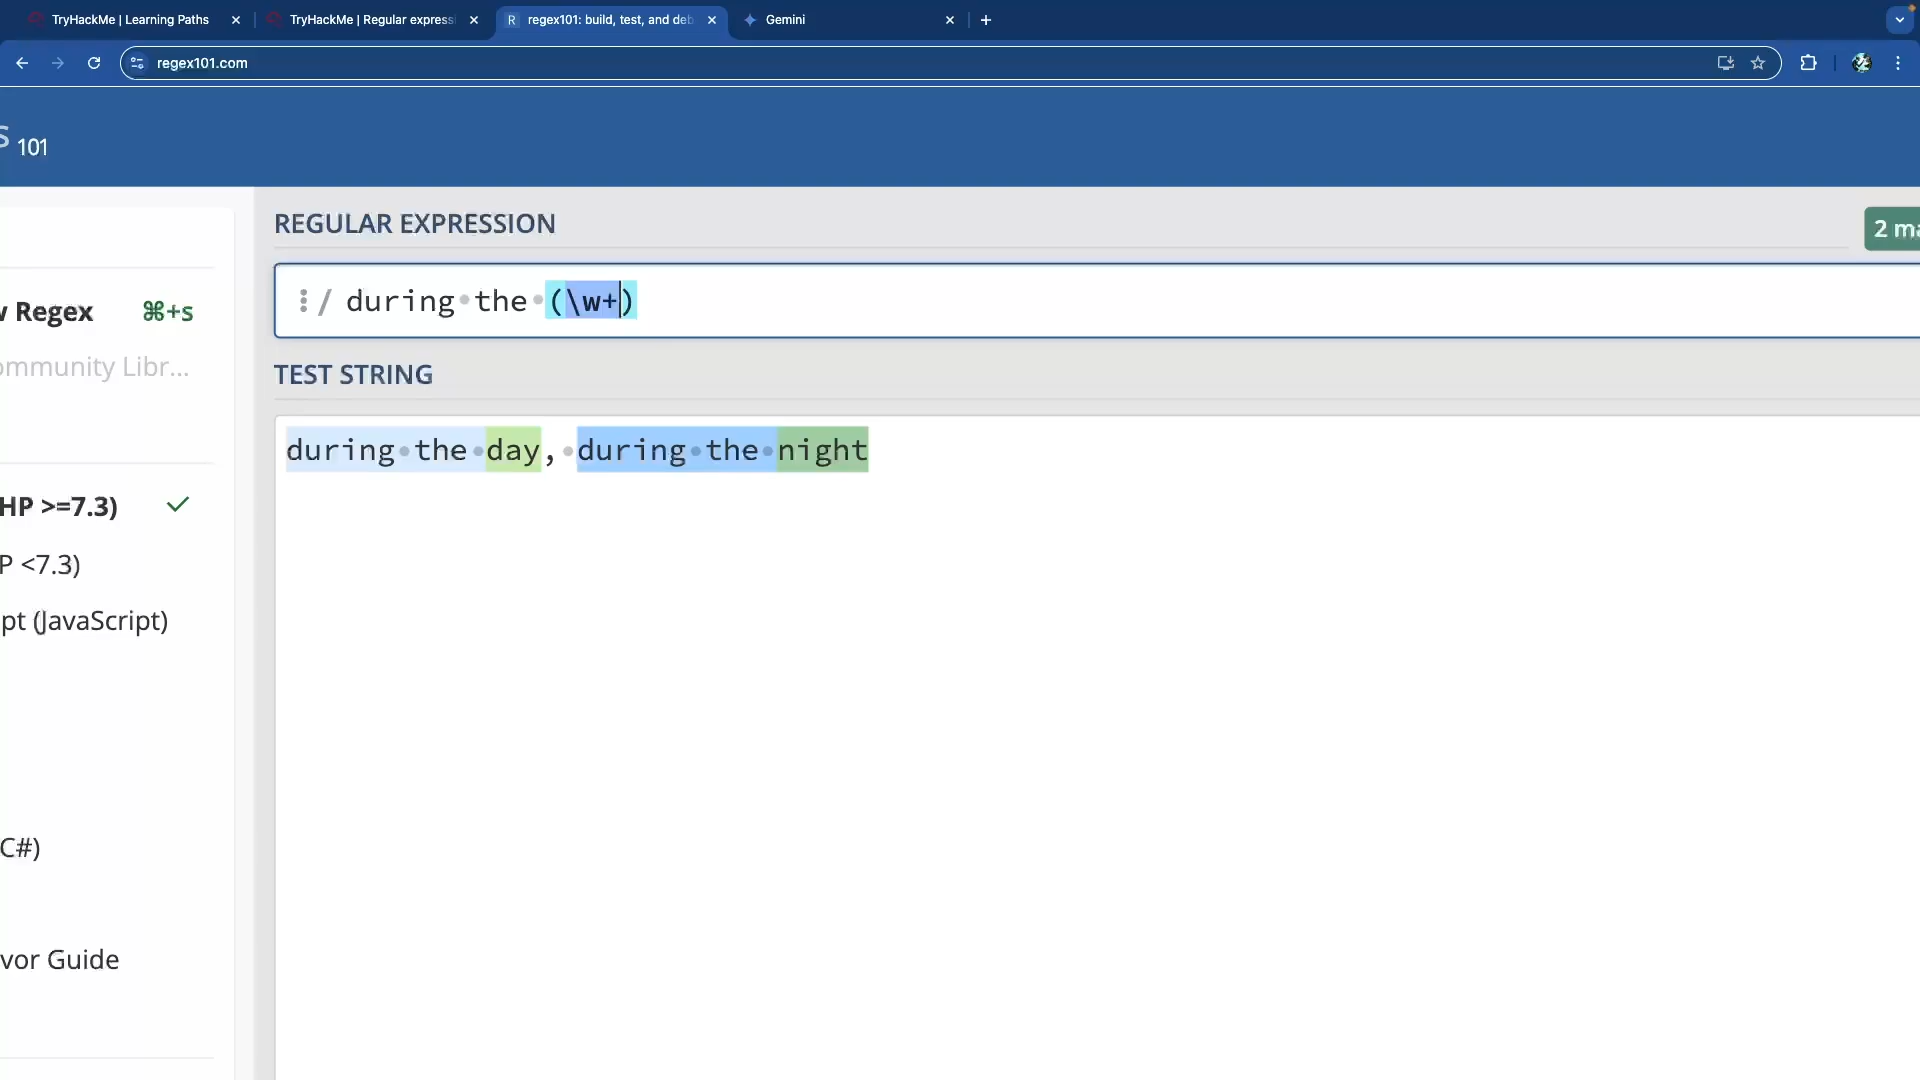 TryHackMe | Learning Paths
TryHackMe | Regular express
R regex101: build, test, and deb
Gemini
regex101.com
101
REGULAR EXPRESSION
2 ma
/ during the (\w+)
w Regex ⌘+s
ommunity Libr...
TEST STRING
during the day, during the night
HP >=7.3)
P <7.3)
pt (JavaScript)
C#)
vor Guide